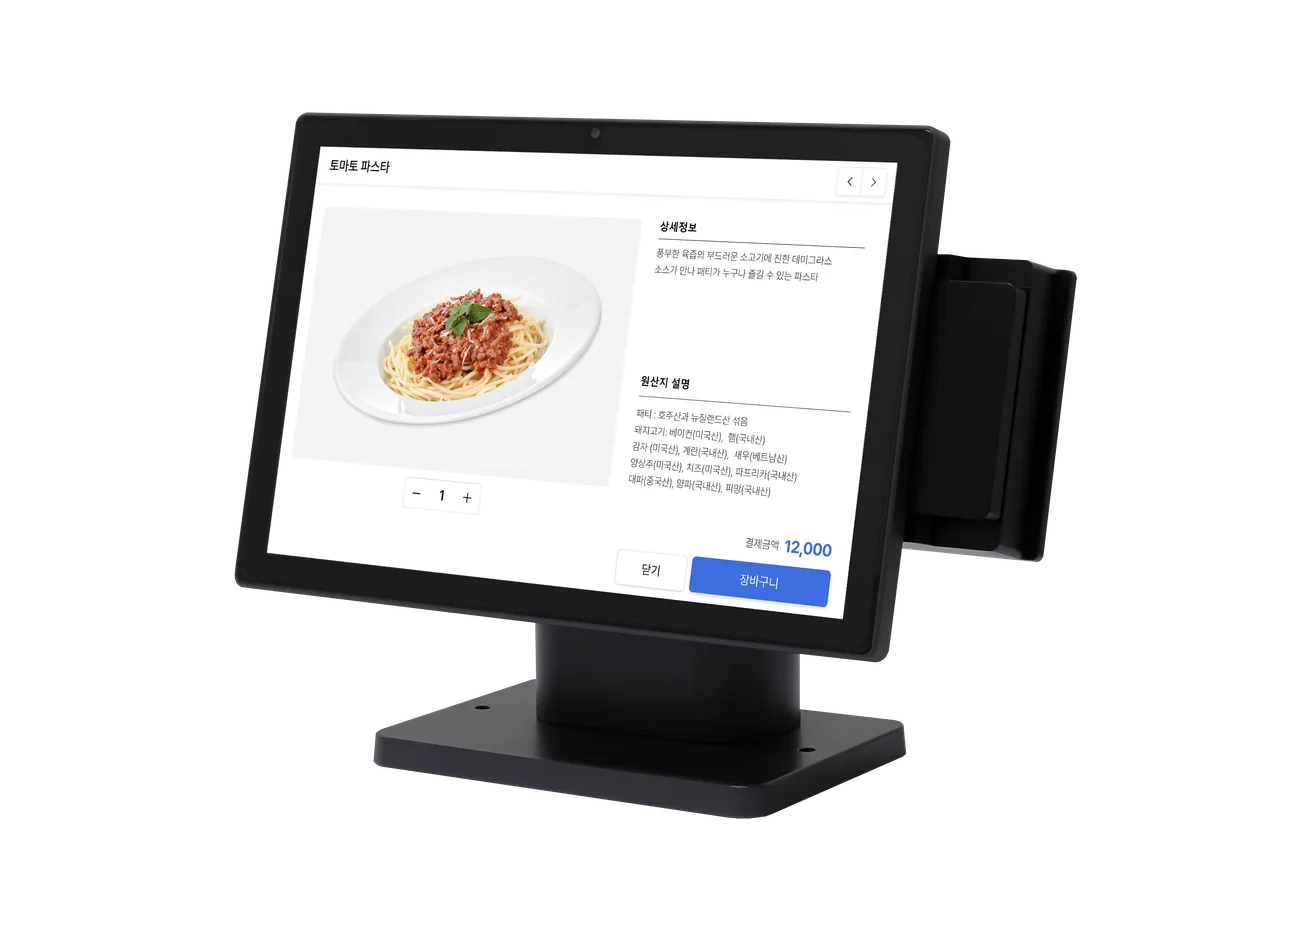 토마토 파스타
상세정보
풍부한 육즙의 부드러운 소고기에 진한 데미그라스
소스가 만나 패티가 누구나 즐길 수 있는 파스타
원산지 설명
패티 : 호주산과 뉴질랜드산 섞음
돼지고기: 베이컨(미국산), 햄(국내산)
감자 (미국산), 계란(국내산), 새우(베트남산)
양상추(미국산), 치즈(미국산), 파프리카(국내산)
대파(중국산), 양파(국내산), 피망(국내산)
− 1 +
결제금액 12,000
닫기 장바구니